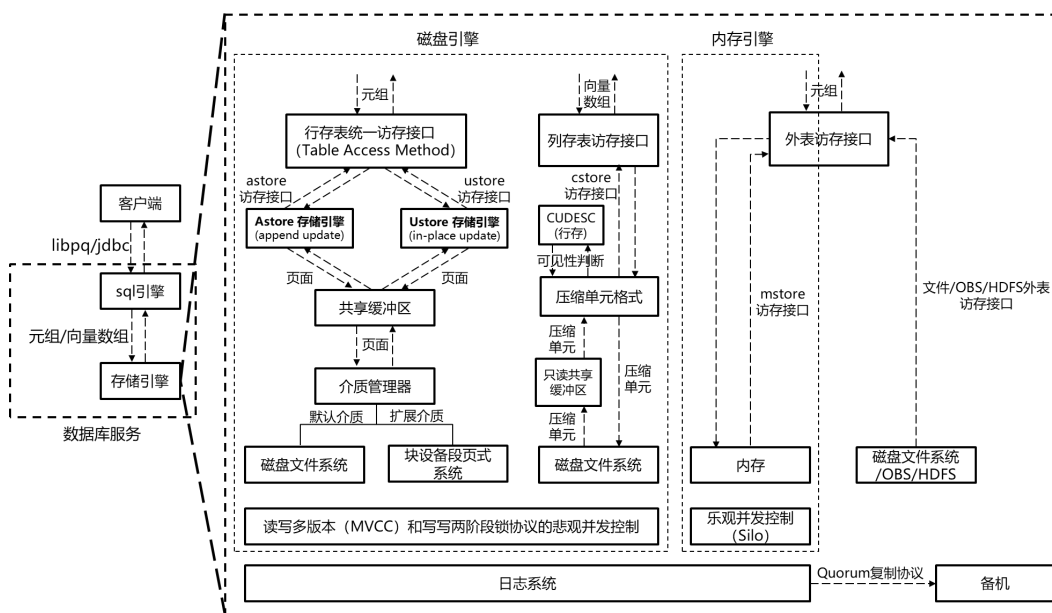 磁盘引擎
内存引擎
元组
向量
数组
元组
行存表统一访存接口
（Table Access Method）
列存表访存接口
外表访存接口
astore
访存接口
ustore
访存接口
cstore
访存接口
客户端
Astore 存储引擎
(append update)
Ustore 存储引擎
(in-place update)
CUDESC
(行存)
libpq/jdbc
可见性判断
页面
页面
sql引擎
共享缓冲区
压缩单元格式
mstore
访存接口
文件/OBS/HDFS外表
访存接口
元组/向量数组
页面
压缩
单元
存储引擎
介质管理器
只读共享
缓冲区
压缩
单元
默认介质
扩展介质
压缩
单元
数据库服务
磁盘文件系统
块设备段页式
系统
磁盘文件系统
内存
磁盘文件系统
/OBS/HDFS
读写多版本（MVCC）和写写两阶段锁协议的悲观并发控制
乐观并发控制
（Silo）
日志系统
Quorum复制协议
备机